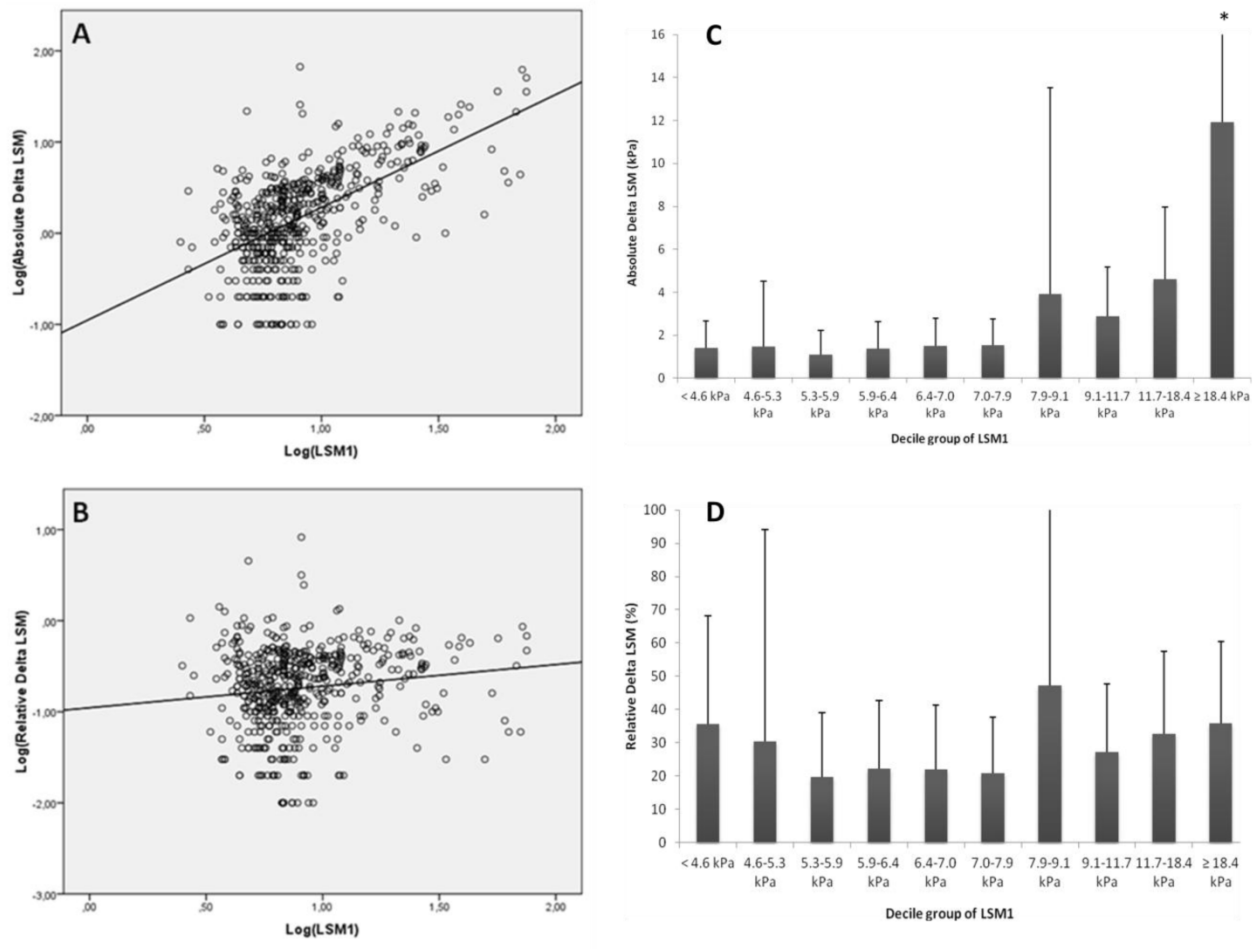 A
2,00
1,00
,00
-1,00
-2,00
Log(Absolute Delta LSM)
,00
,50
1,00
1,50
2,00
Log(LSM1)
C
*
16
14
12
10
8
6
4
2
0
Absolute Delta LSM (kPa)
< 4.6 kPa 4.6-5.3 5.3-5.9 5.9-6.4 6.4-7.0 7.0-7.9 7.9-9.1 9.1-11.7 11.7-18.4 ≥ 18.4 kPa
kPa kPa kPa kPa kPa kPa kPa kPa
Decile group of LSM1
B
1,00
,00
-1,00
-2,00
-3,00
Log(Relative Delta LSM)
,00
,50
1,00
1,50
2,00
Log(LSM1)
D
100
90
80
70
60
50
40
30
20
10
0
Relative Delta LSM (%)
< 4.6 kPa 4.6-5.3 5.3-5.9 5.9-6.4 6.4-7.0 7.0-7.9 7.9-9.1 9.1-11.7 11.7-18.4 ≥ 18.4
kPa kPa kPa kPa kPa kPa kPa kPa kPa
Decile group of LSM1